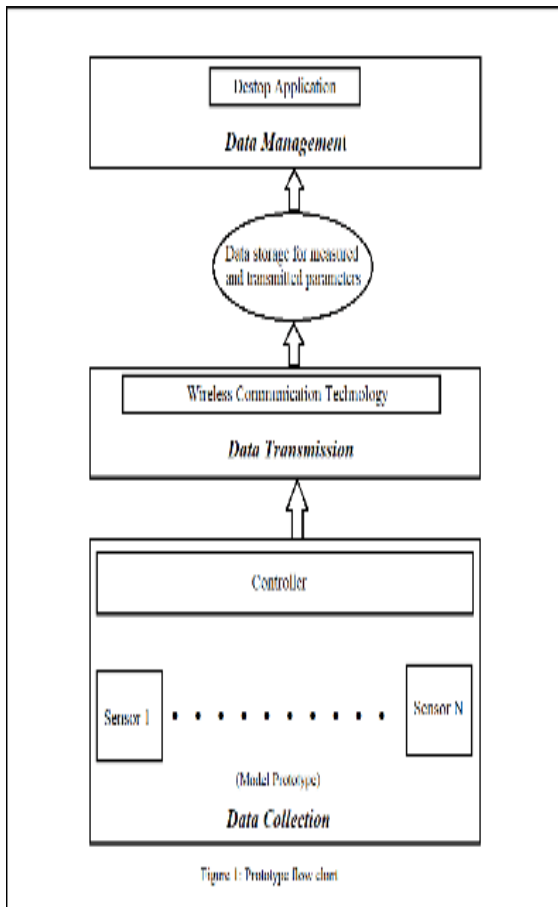 Destop Application
Data Management
Data storage for measured
and transmitted parameters
Wireless Communication Technology
Data Transmission
Controller
Sensor 1
Sensor N
(Model Prototype)
Data Collection
Figure 1: Prototype flow chart